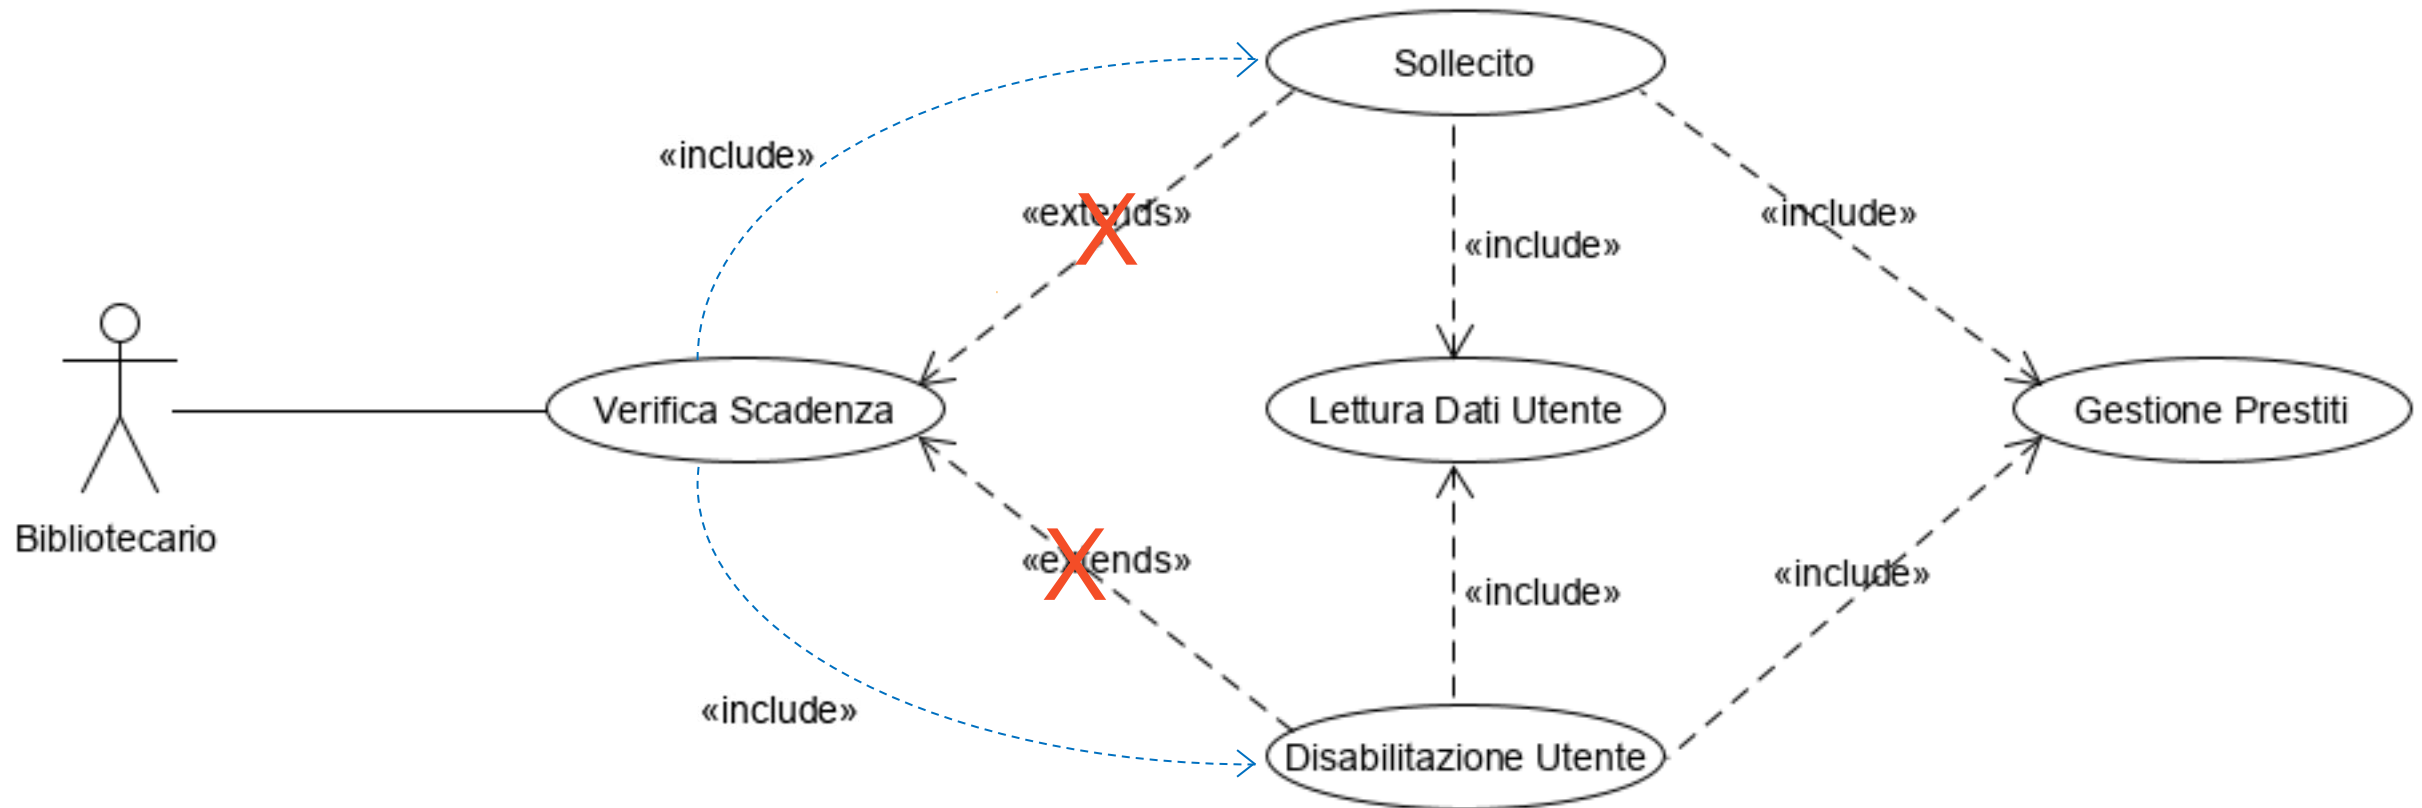 Sollecito
«include»
«extends»
«include»
«include»
Verifica Scadenza
Lettura Dati Utente
Gestione Prestiti
Bibliotecario
«extends»
«include»
«include»
«include»
Disabilitazione Utente